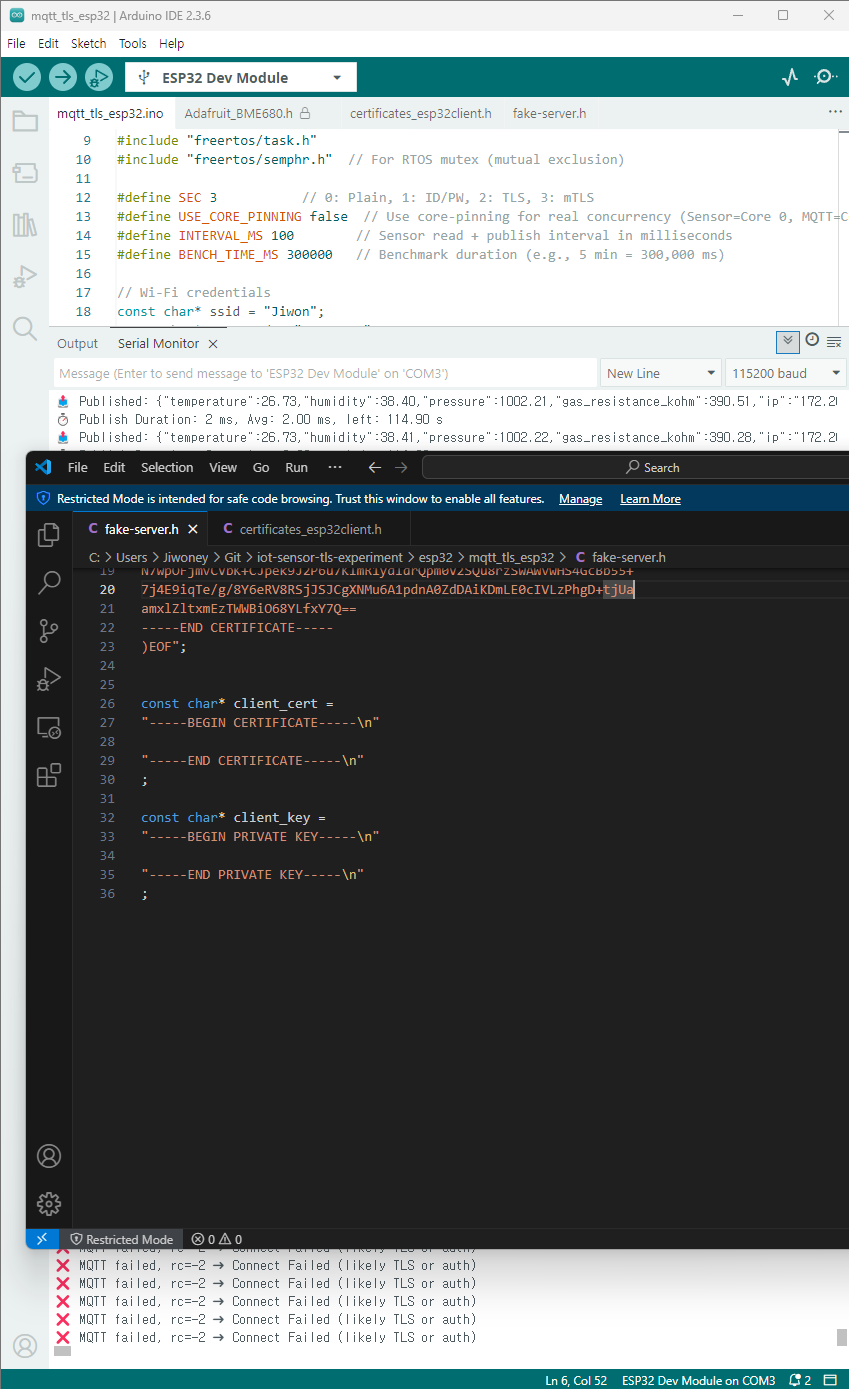 mqtt_tls_esp32 | Arduino IDE 2.3.6
File Edit Sketch Tools Help
ESP32 Dev Module
mqtt_tls_esp32.ino Adafruit_BME680.h certificates_esp32client.h fake-server.h
9 #include "freertos/task.h"
10 #include "freertos/semphr.h" // For RTOS mutex (mutual exclusion)
11
12 #define SEC 3 // 0: Plain, 1: ID/PW, 2: TLS, 3: mTLS
13 #define USE_CORE_PINNING false // Use core-pinning for real concurrency (Sensor=Core 0, MQTT=C
14 #define INTERVAL_MS 100 // Sensor read + publish interval in milliseconds
15 #define BENCH_TIME_MS 300000 // Benchmark duration (e.g., 5 min = 300,000 ms)
16
17 // Wi-Fi credentials
18 const char* ssid = "Jiwon";
Output Serial Monitor
Message (Enter to send message to 'ESP32 Dev Module' on 'COM3') New Line 115200 baud
Published: {"temperature":26.73,"humidity":38.40,"pressure":1002.21,"gas_resistance_kohm":390.51,"ip":"172.20
Publish Duration: 2 ms, Avg: 2.00 ms, left: 114.90 s
Published: {"temperature":26.73,"humidity":38.41,"pressure":1002.22,"gas_resistance_kohm":390.28,"ip":"172.20
File Edit Selection View Go Run ··· Search
Restricted Mode is intended for safe code browsing. Trust this window to enable all features. Manage Learn More
fake-server.h certificates_esp32client.h
C: > Users > Jiwoney > Git > iot-sensor-tls-experiment > esp32 > mqtt_tls_esp32 > fake-server.h
19
20 7j4E9iqTe/g/8Y6eRV8RSjJSJCgXNMu6A1pdnA0ZdDAiKDmLE0cIVLzPhgD+tjUa
21 amxlZltxmEzTWWBiO68YLfxY7Q==
22 -----END CERTIFICATE-----
23 )EOF";
24
25
26 const char* client_cert =
27 "-----BEGIN CERTIFICATE-----\n"
28
29 "-----END CERTIFICATE-----\n"
30 ;
31
32 const char* client_key =
33 "-----BEGIN PRIVATE KEY-----\n"
34
35 "-----END PRIVATE KEY-----\n"
36 ;
Restricted Mode 0 0
MQTT failed, rc=-2 → Connect Failed (likely TLS or auth)
MQTT failed, rc=-2 → Connect Failed (likely TLS or auth)
MQTT failed, rc=-2 → Connect Failed (likely TLS or auth)
MQTT failed, rc=-2 → Connect Failed (likely TLS or auth)
MQTT failed, rc=-2 → Connect Failed (likely TLS or auth)
MQTT failed, rc=-2 → Connect Failed (likely TLS or auth)
Ln 6, Col 52 ESP32 Dev Module on COM3 2